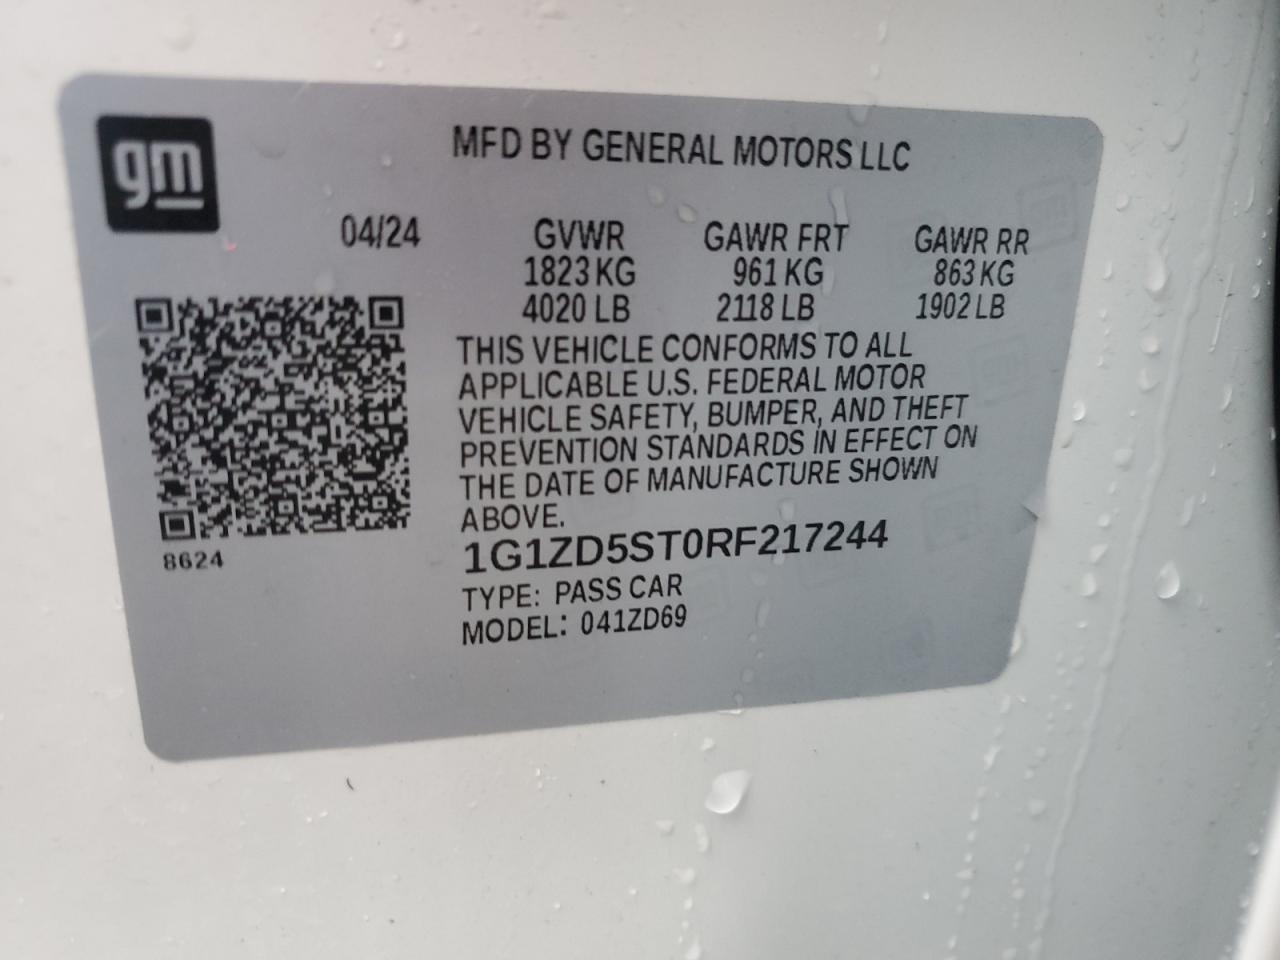 gm
MFD BY GENERAL MOTORS LLC
04/24 GVWR GAWR FRT GAWR RR
1823 KG 961 KG 863 KG
4020 LB 2118 LB 1902 LB
THIS VEHICLE CONFORMS TO ALL
APPLICABLE U.S. FEDERAL MOTOR
VEHICLE SAFETY, BUMPER, AND THEFT
PREVENTION STANDARDS IN EFFECT ON
THE DATE OF MANUFACTURE SHOWN
ABOVE.
8624
1G1ZD5ST0RF217244
TYPE: PASS CAR
MODEL: 041ZD69